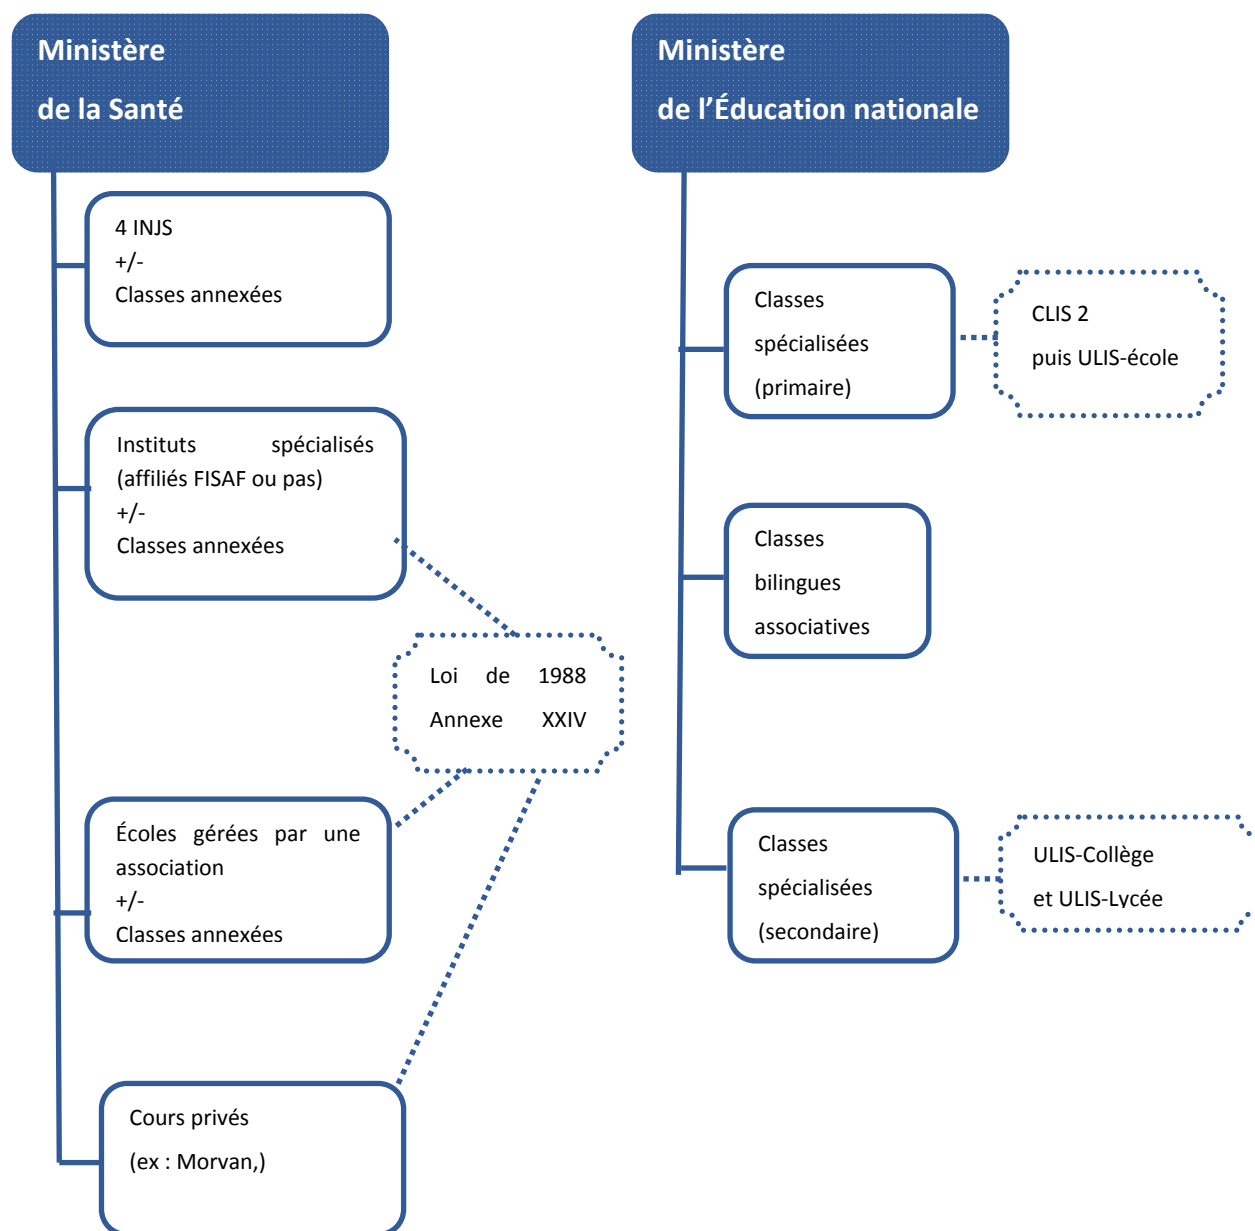 Ministère
de la Santé
4 INJS
+/-
Classes annexées
Instituts spécialisés
(affiliés FISAF ou pas)
+/-
Classes annexées
Loi de 1988
Annexe XXIV
Écoles gérées par une
association
+/-
Classes annexées
Cours privés
(ex : Morvan,)
Ministère
de l’Éducation nationale
Classes
spécialisées
(primaire)
CLIS 2
puis ULIS-école
Classes
bilingues
associatives
Classes
spécialisées
(secondaire)
ULIS-Collège
et ULIS-Lycée